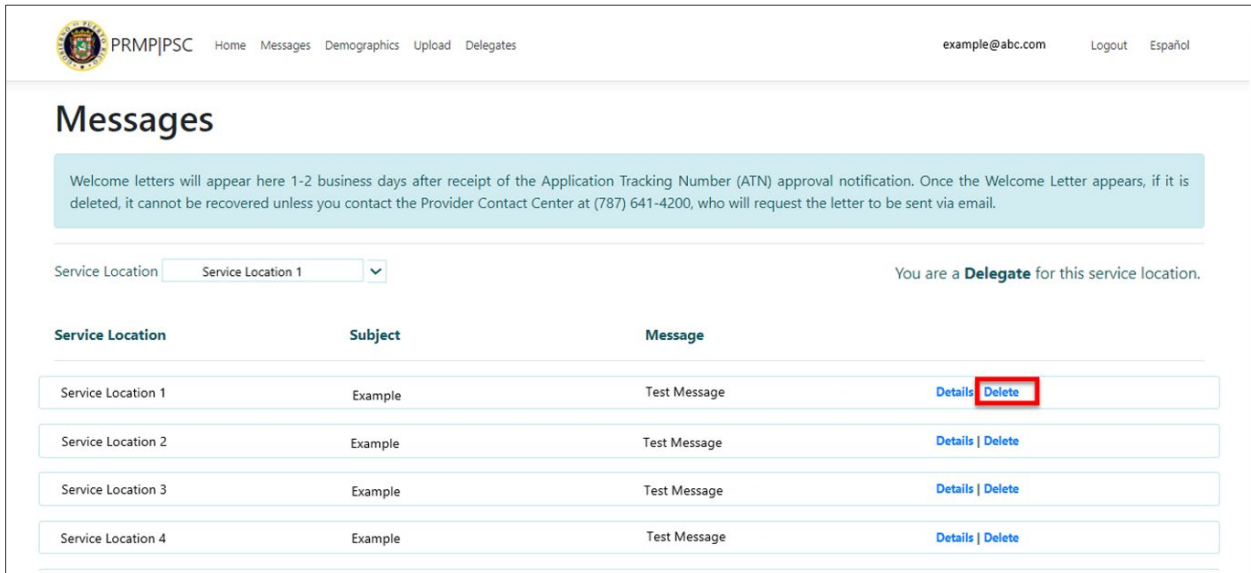 PRMP|PSC Home Messages Demographics Upload Delegates example@abc.com Logout Español
Messages
Welcome letters will appear here 1-2 business days after receipt of the Application Tracking Number (ATN) approval notification. Once the Welcome Letter appears, if it is
deleted, it cannot be recovered unless you contact the Provider Contact Center at (787) 641-4200, who will request the letter to be sent via email.
Service Location Service Location 1 You are a Delegate for this service location.
Service Location Subject Message
Service Location 1 Example Test Message Details Delete
Service Location 2 Example Test Message Details | Delete
Service Location 3 Example Test Message Details | Delete
Service Location 4 Example Test Message Details | Delete